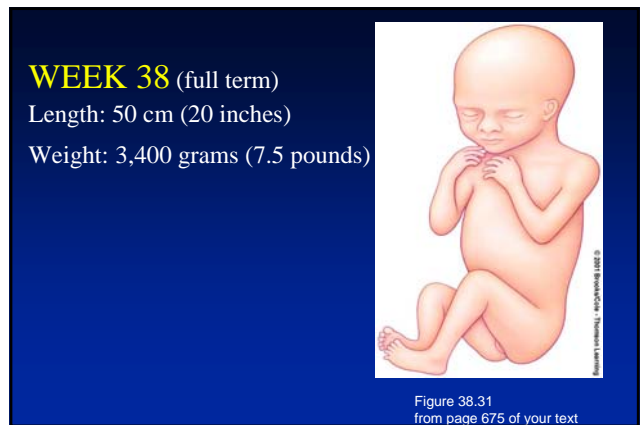 WEEK 38 (full term)
Length: 50 cm (20 inches)
Weight: 3,400 grams (7.5 pounds)
© 2001 Brooks/Cole - Thomson Learning
Figure 38.31
from page 675 of your text